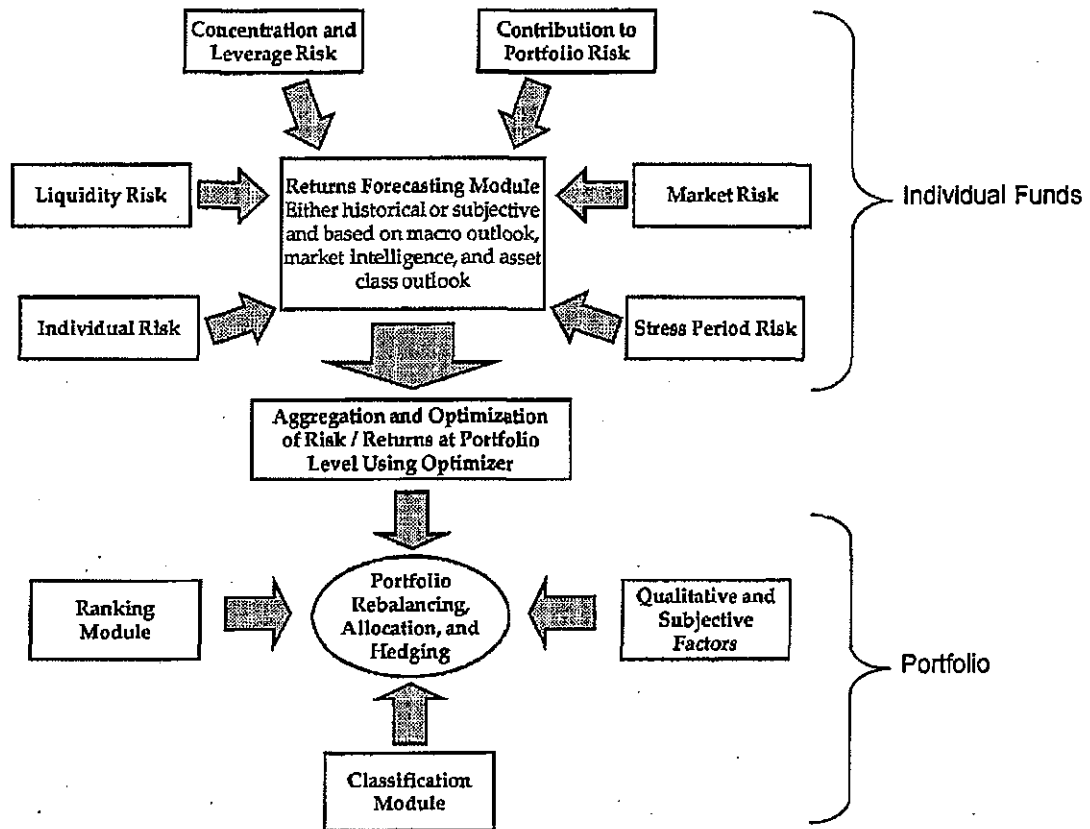 Concentration and
Leverage Risk
Contribution to
Portfolio Risk
Liquidity Risk
Returns Forecasting Module
Either historical or subjective
and based on macro outlook,
market intelligence, and asset
class outlook
Market Risk
Individual Funds
Individual Risk
Stress Period Risk
Aggregation and Optimization
of Risk / Returns at Portfolio
Level Using Optimizer
Ranking
Module
Portfolio
Rebalancing,
Allocation, and
Hedging
Qualitative and
Subjective
Factors
Portfolio
Classification
Module